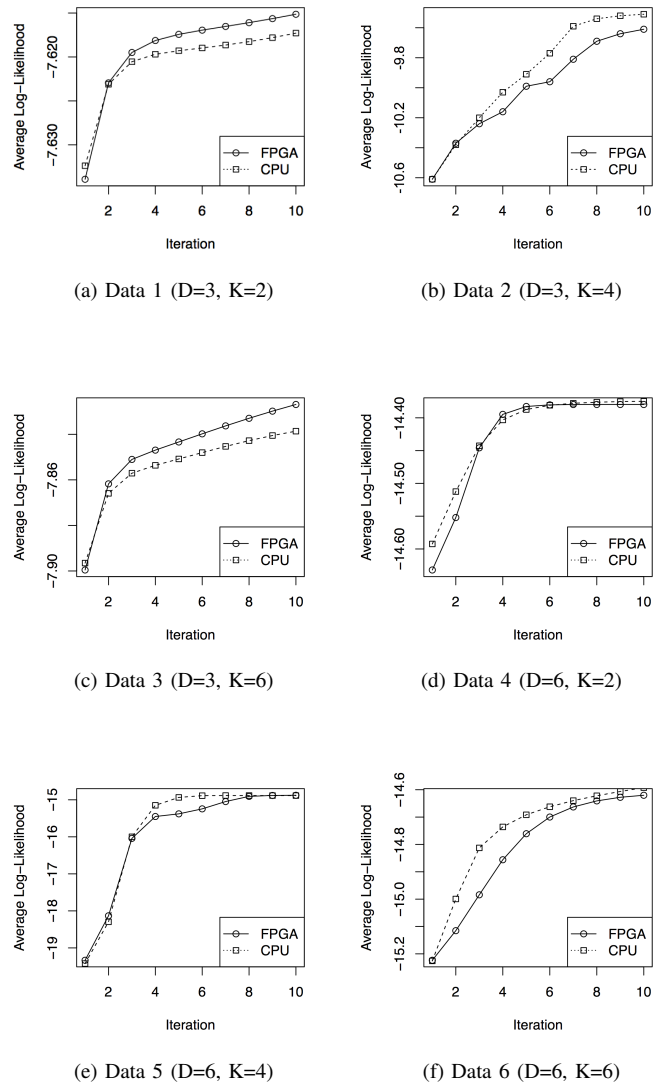 Average Log−Likelihood
−7.620
−7.630
FPGA
CPU
2 4 6 8 10
Iteration
(a) Data 1 (D=3, K=2)
Average Log−Likelihood
−9.8
−10.2
−10.6
FPGA
CPU
2 4 6 8 10
Iteration
(b) Data 2 (D=3, K=4)
Average Log−Likelihood
−7.86
−7.90
FPGA
CPU
2 4 6 8 10
Iteration
(c) Data 3 (D=3, K=6)
Average Log−Likelihood
−14.40
−14.50
−14.60
FPGA
CPU
2 4 6 8 10
Iteration
(d) Data 4 (D=6, K=2)
Average Log−Likelihood
−15
−16
−18
−19
FPGA
CPU
2 4 6 8 10
Iteration
(e) Data 5 (D=6, K=4)
Average Log−Likelihood
−14.6
−14.8
−15.0
−15.2
FPGA
CPU
2 4 6 8 10
Iteration
(f) Data 6 (D=6, K=6)